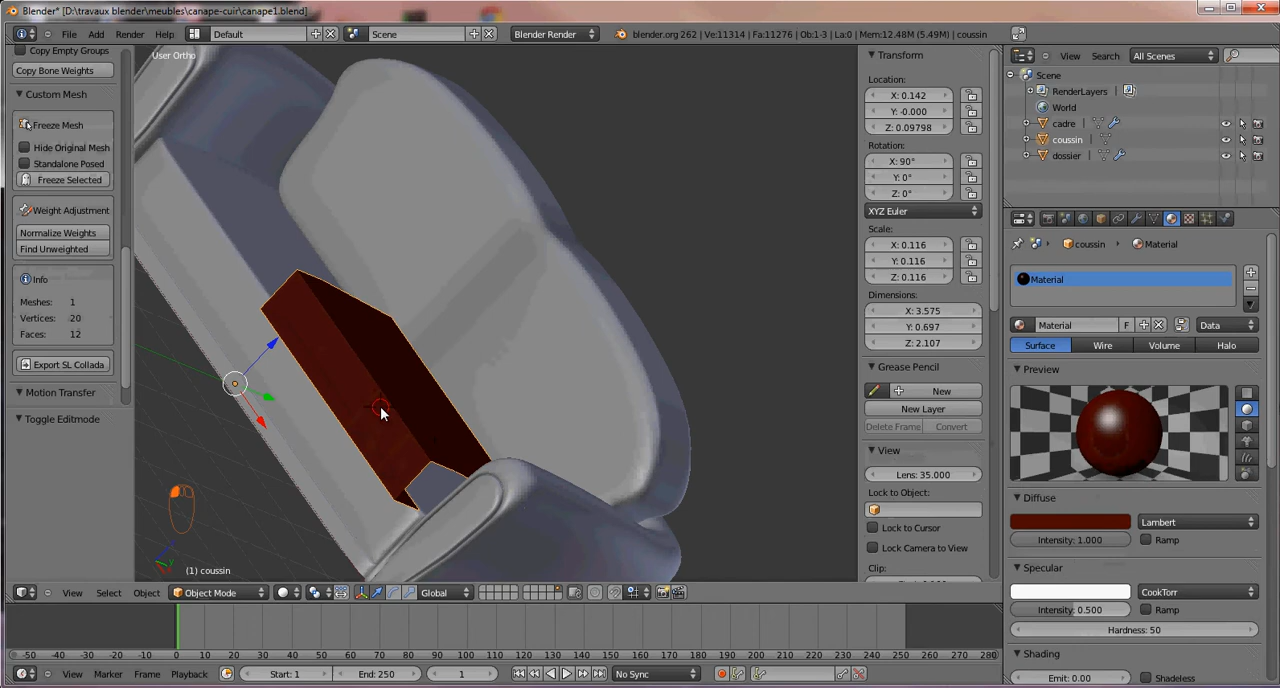 Blender* [D:\travaux blender\meubles\canape-cuir\canape1.blend]
File Add Render Help Default Scene Blender Render blender.org 262 | Ve:11314 | Fa:11276 | Ob:1-3 | La:0 | Mem:12.48M (5.49M) | coussin
Copy Empty Groups
Copy Bone Weights
Custom Mesh
Freeze Mesh
Hide Original Mesh
Standalone Posed
Freeze Selected
Weight Adjustment
Normalize Weights
Find Unweighted
Info
Meshes: 1
Vertices: 20
Faces: 12
Export SL Collada
Motion Transfer
Toggle Editmode
User Ortho
(1) coussin
Transform
Location:
X: 0.142
Y: -0.000
Z: 0.09798
Rotation:
X: 90°
Y: 0°
Z: 0°
XYZ Euler
Scale:
X: 0.116
Y: 0.116
Z: 0.116
Dimensions:
X: 3.575
Y: 0.697
Z: 2.107
Grease Pencil
New
New Layer
Delete Frame Convert
View
Lens: 35.000
Lock to Object:
Lock to Cursor
Lock Camera to View
Clip:
View Search All Scenes
Scene
RenderLayers |
World
cadre |
coussin |
dossier |
coussin Material
Material
Material F Data
Surface Wire Volume Halo
Preview
Diffuse
Lambert
Intensity: 1.000 Ramp
Specular
CookTorr
Intensity: 0.500 Ramp
Hardness: 50
Shading
Emit: 0.00 Shadeless
View Select Object Object Mode Global
-50 -40 -30 -20 -10 0 10 20 30 40 50 60 70 80 90 100 110 120 130 140 150 160 170 180 190 200 210 220 230 240 250 260 270 280
View Marker Frame Playback Start: 1 End: 250 1 No Sync